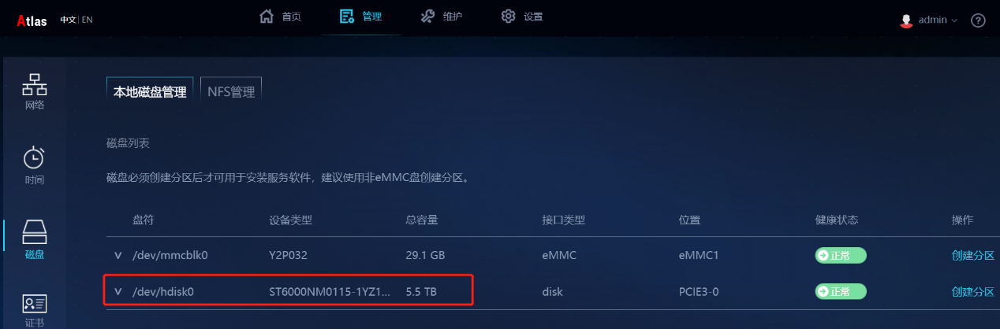 Atlas 中文 | EN 首页 管理 维护 设置 admin ?
网络
时间
磁盘
证书
本地磁盘管理 NFS管理
磁盘列表
磁盘必须创建分区后才可用于安装服务软件，建议使用非eMMC盘创建分区。
盘符 设备类型 总容量 接口类型 位置 健康状态 操作
/dev/mmcblk0 Y2P032 29.1 GB eMMC eMMC1 正常 创建分区
/dev/hdisk0 ST6000NM0115-1YZ1... 5.5 TB disk PCIE3-0 正常 创建分区